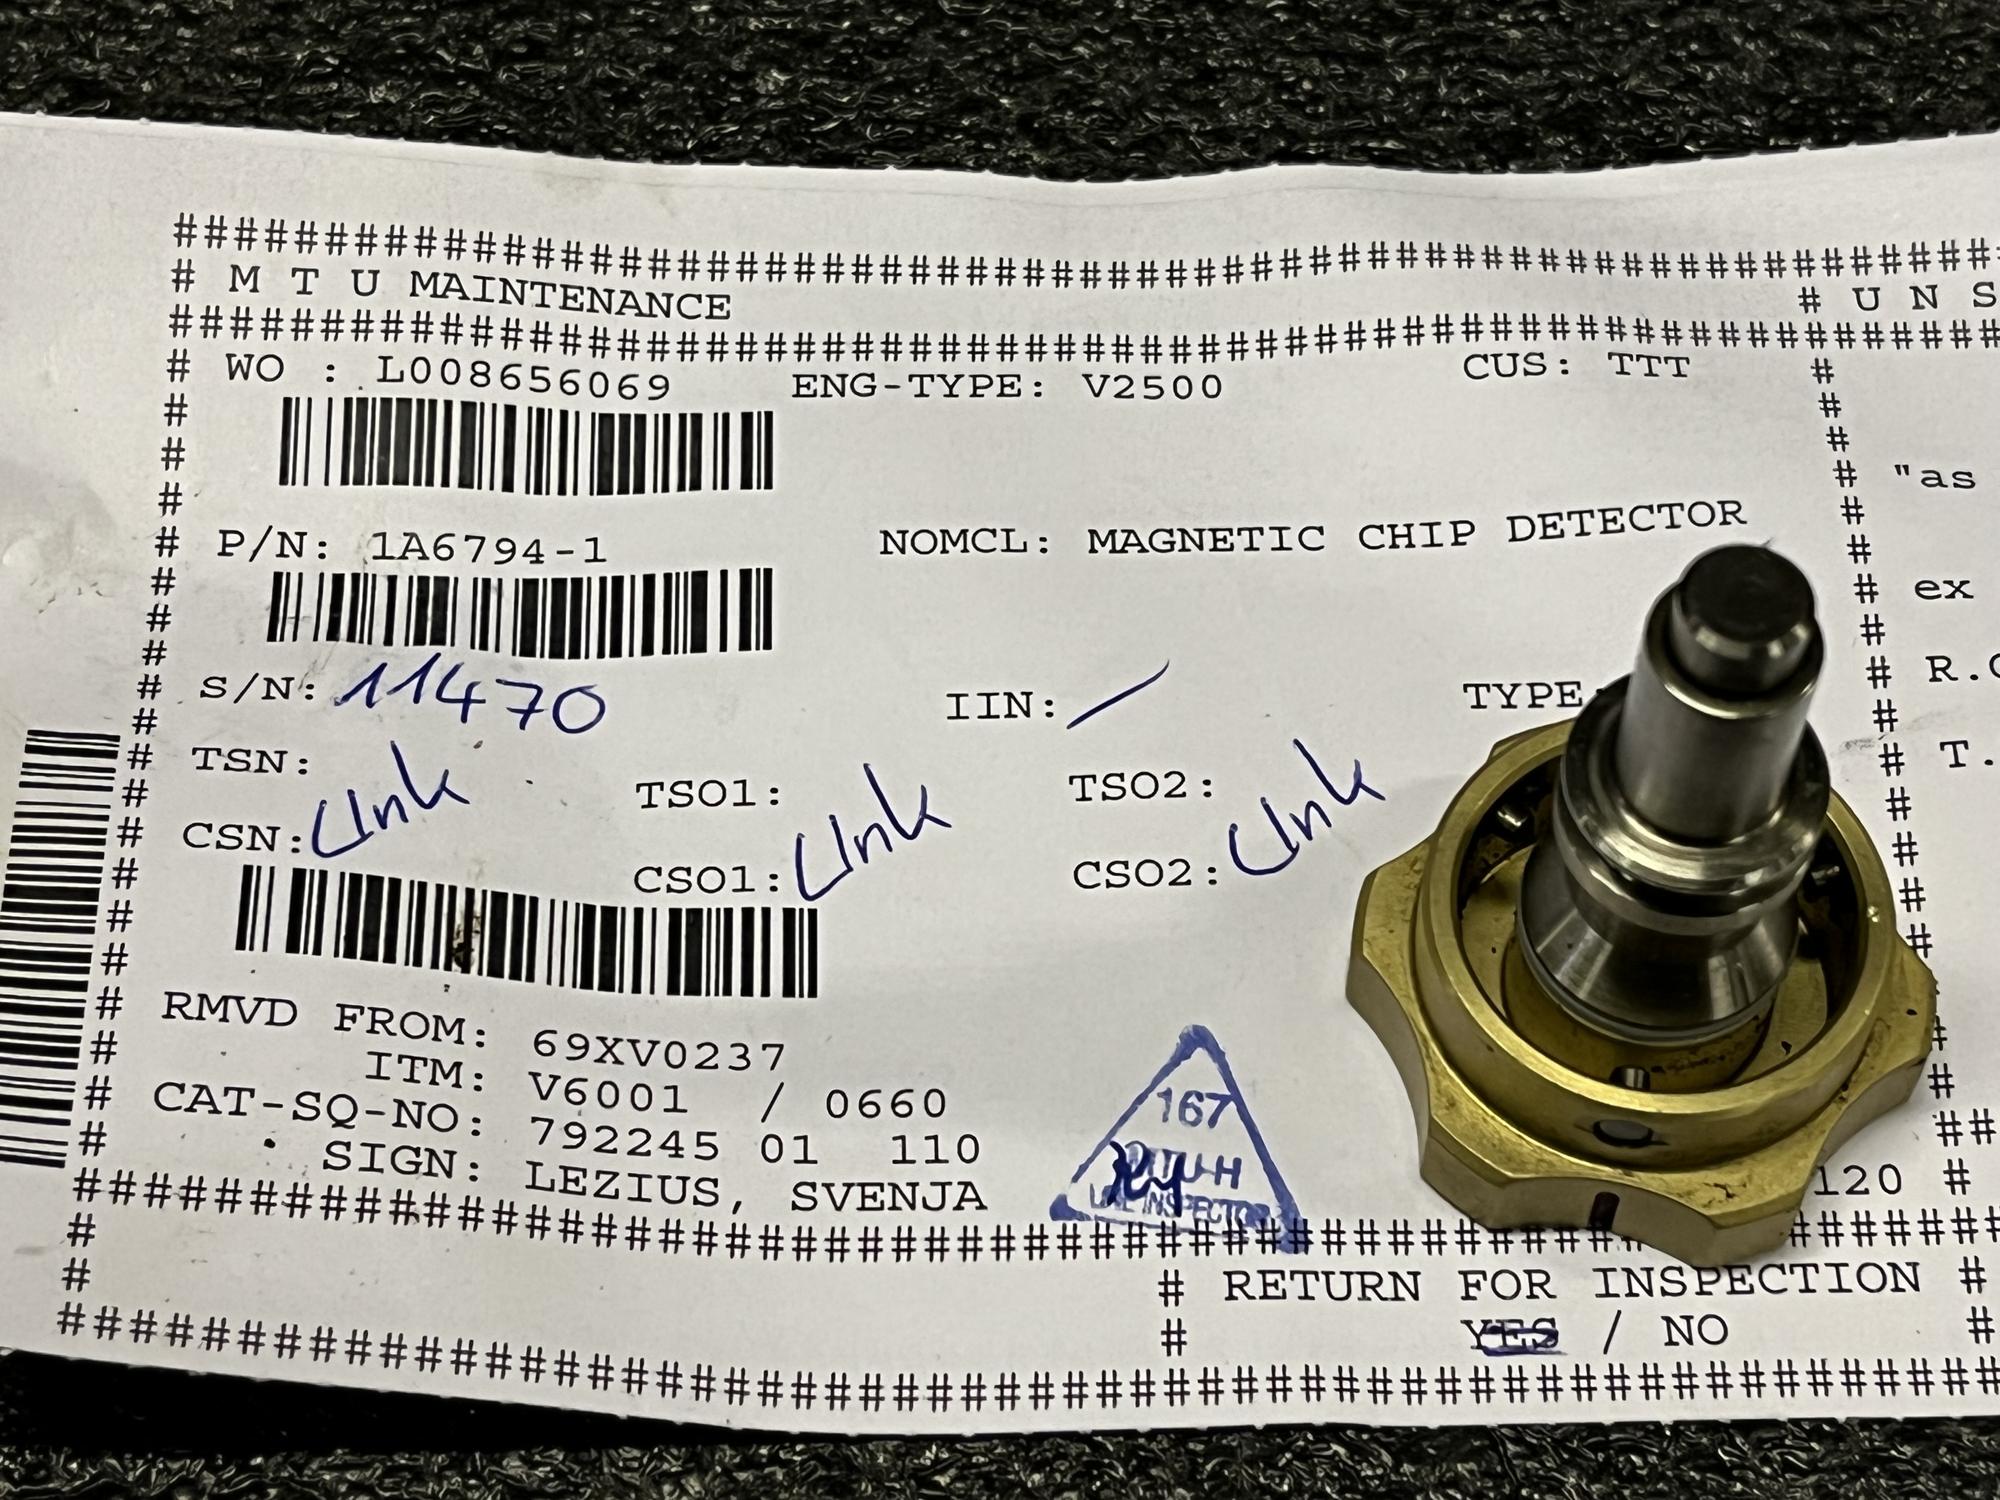 # M T U MAINTENANCE # U N S
# WO : L008656069 ENG-TYPE: V2500 CUS: TTT #
# "as
# P/N: 1A6794-1 NOMCL: MAGNETIC CHIP DETECTOR #
# ex
# S/N: 11470 IIN: / TYPE # R.
# TSN: TSO1: TSO2: # T.
# CSN: Unk CSO1: Unk CSO2: Unk #
# RMVD FROM: 69XV0237
# ITM: V6001 / 0660
# CAT-SQ-NO: 792245 01 110
# SIGN: LEZIUS, SVENJA 120 #
167
MTU-H
INSPECTOR
# RETURN FOR INSPECTION #
# YES / NO #